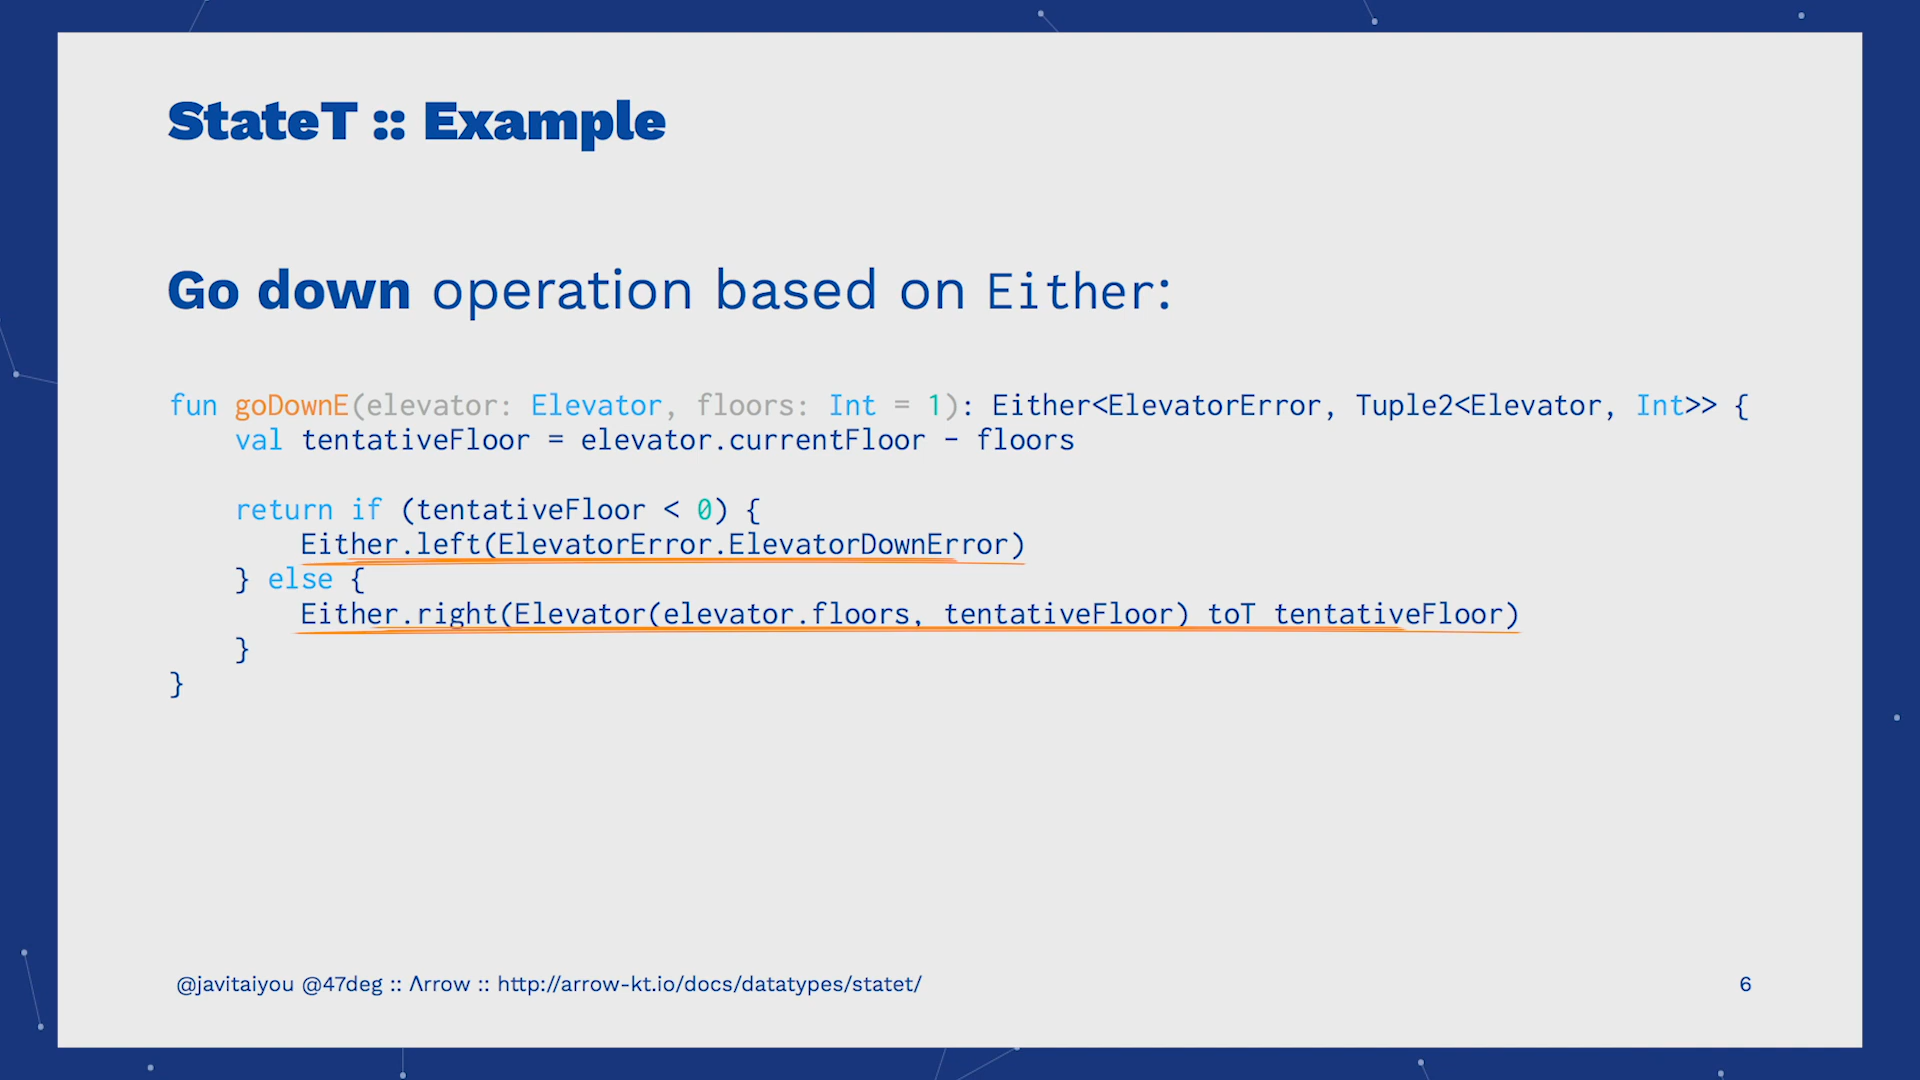 StateT :: Example
Go down operation based on Either:
fun goDownE(elevator: Elevator, floors: Int = 1): Either<ElevatorError, Tuple2<Elevator, Int>> {
    val tentativeFloor = elevator.currentFloor - floors
    return if (tentativeFloor < 0) {
        Either.left(ElevatorError.ElevatorDownError)
    } else {
        Either.right(Elevator(elevator.floors, tentativeFloor) toT tentativeFloor)
    }
}
@javitaiyou @47deg :: Λrrow :: http://arrow-kt.io/docs/datatypes/statet/
6